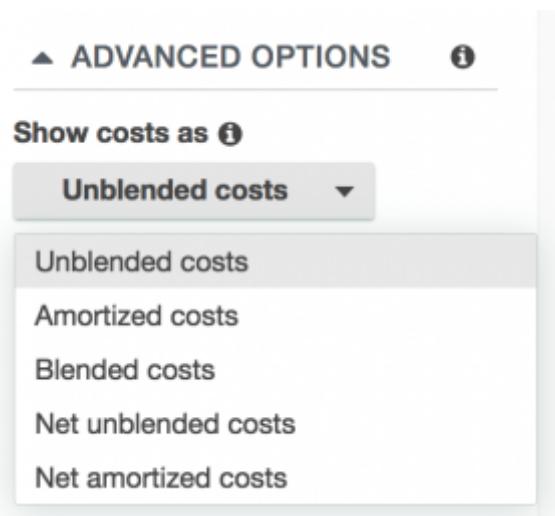 ADVANCED OPTIONS
Show costs as
Unblended costs
Unblended costs
Amortized costs
Blended costs
Net unblended costs
Net amortized costs